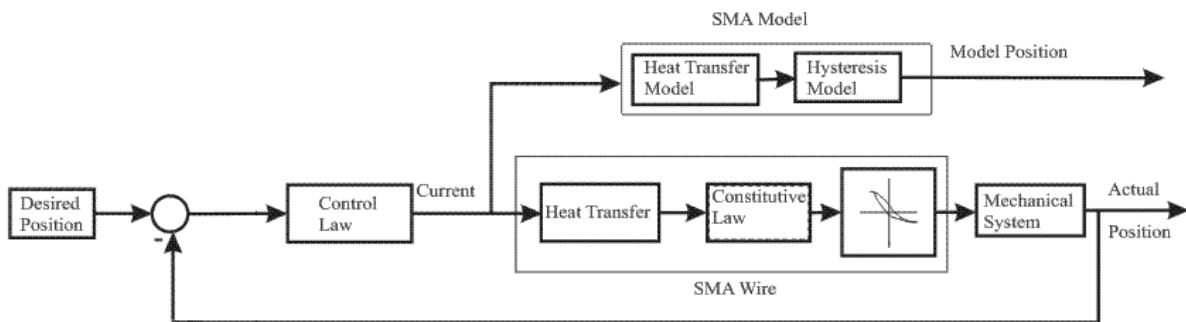 SMA Model
Heat Transfer
Model
Hysteresis
Model
Model Position
Desired
Position
-
Control
Law
Current
Heat Transfer
Constitutive
Law
Mechanical
System
Actual
Position
SMA Wire